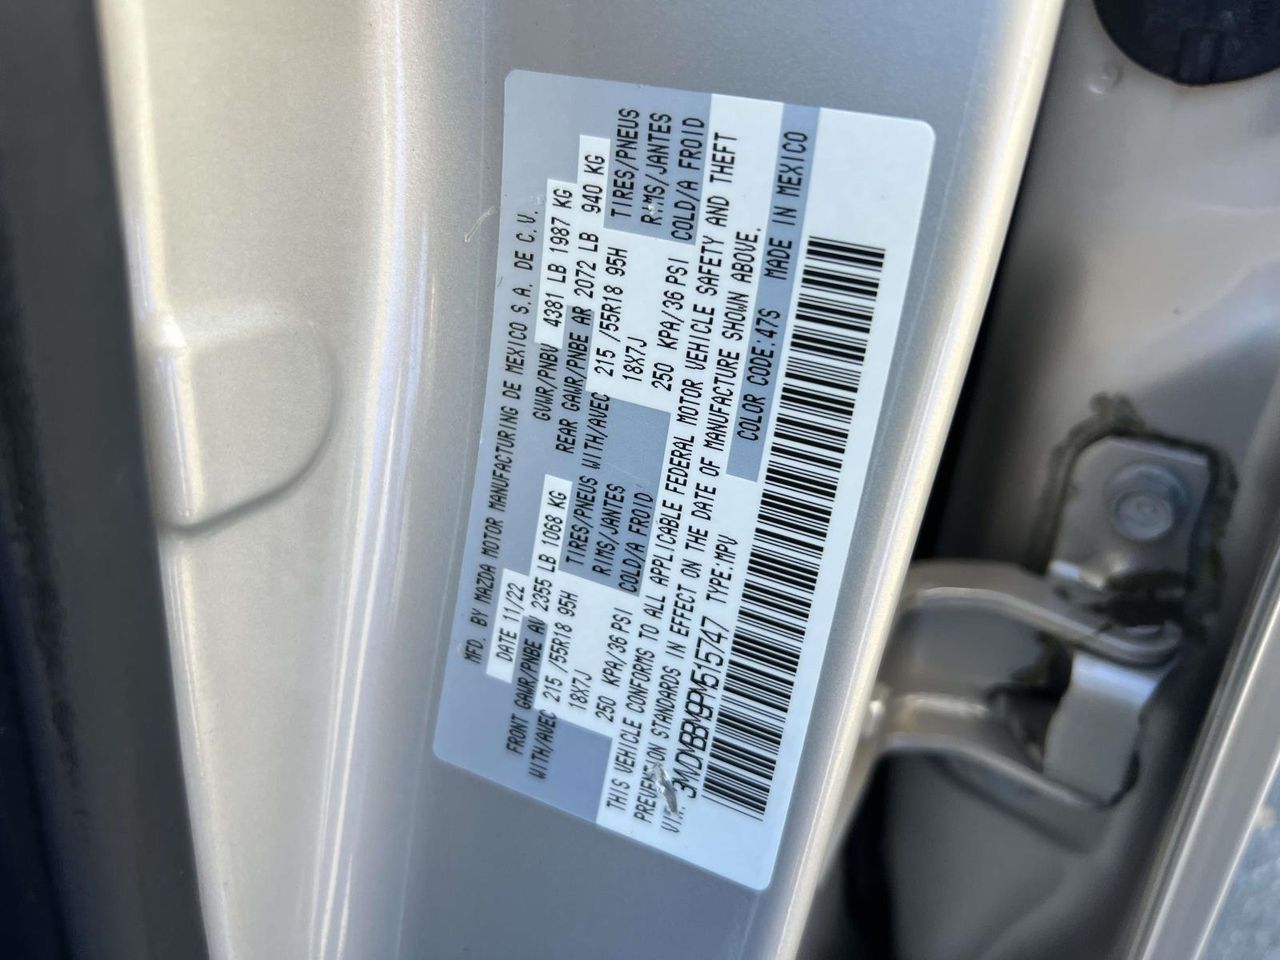 MFD. BY MAZDA MOTOR MANUFACTURING DE MEXICO S.A. DE C.V.
DATE 11/22 GVWR/PNBV 4381 LB 1987 KG
FRONT GAWR/PNBE AV 2355 LB 1068 KG REAR GAWR/PNBE AR 2072 LB 940 KG
WITH/AVEC 215 /55R18 95H TIRES/PNEUS WITH/AVEC 215 /55R18 95H TIRES/PNEUS
18X7J RIMS/JANTES 18X7J RIMS/JANTES
250 KPA/36 PSI COLD/A FROID 250 KPA/36 PSI COLD/A FROID
THIS VEHICLE CONFORMS TO ALL APPLICABLE FEDERAL MOTOR VEHICLE SAFETY AND THEFT
PREVENTION STANDARDS IN EFFECT ON THE DATE OF MANUFACTURE SHOWN ABOVE.
VIN: 3MVDMBBM9PM515747 TYPE:MPV COLOR CODE:47S MADE IN MEXICO